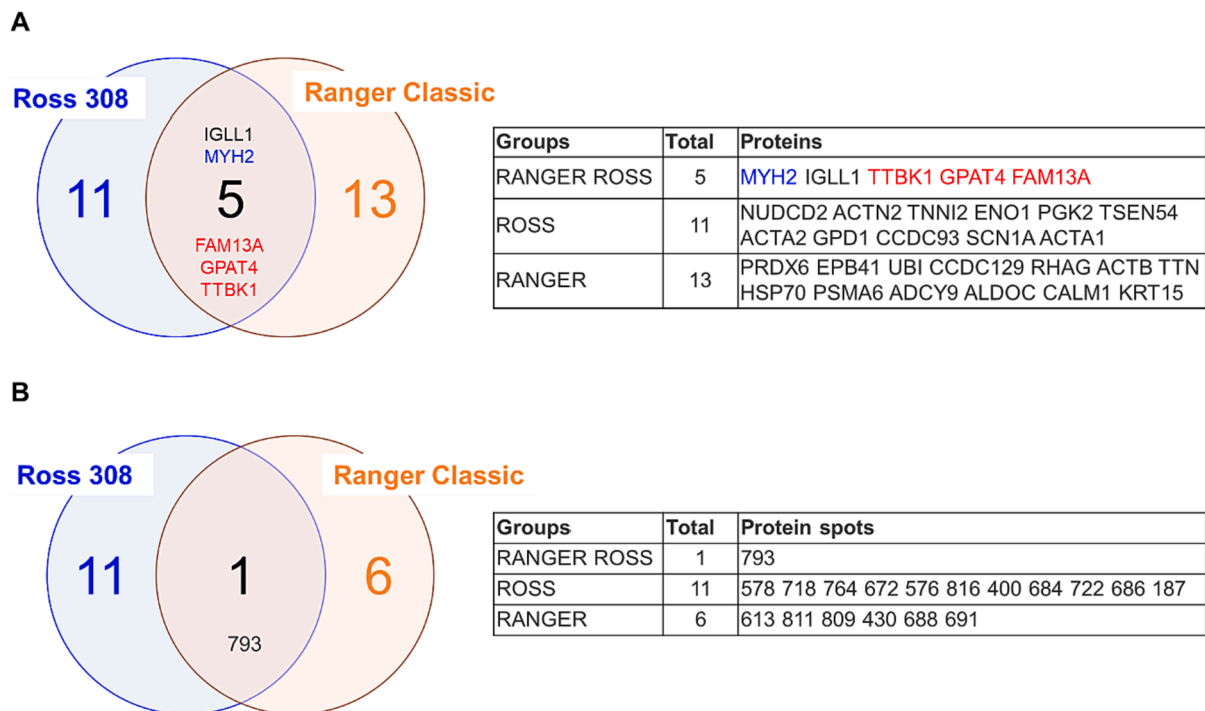 A
Ross 308
Ranger Classic
IGLL1
MYH2
11
5
13
FAM13A
GPAT4
TTBK1
Groups Total Proteins
RANGER ROSS 5 MYH2 IGLL1 TTBK1 GPAT4 FAM13A
ROSS 11 NUDCD2 ACTN2 TNNI2 ENO1 PGK2 TSEN54
ACTA2 GPD1 CCDC93 SCN1A ACTA1
RANGER 13 PRDX6 EPB41 UBI CCDC129 RHAG ACTB TTN
HSP70 PSMA6 ADCY9 ALDOC CALM1 KRT15
B
Ross 308
Ranger Classic
11
1
6
793
Groups Total Protein spots
RANGER ROSS 1 793
ROSS 11 578 718 764 672 576 816 400 684 722 686 187
RANGER 6 613 811 809 430 688 691